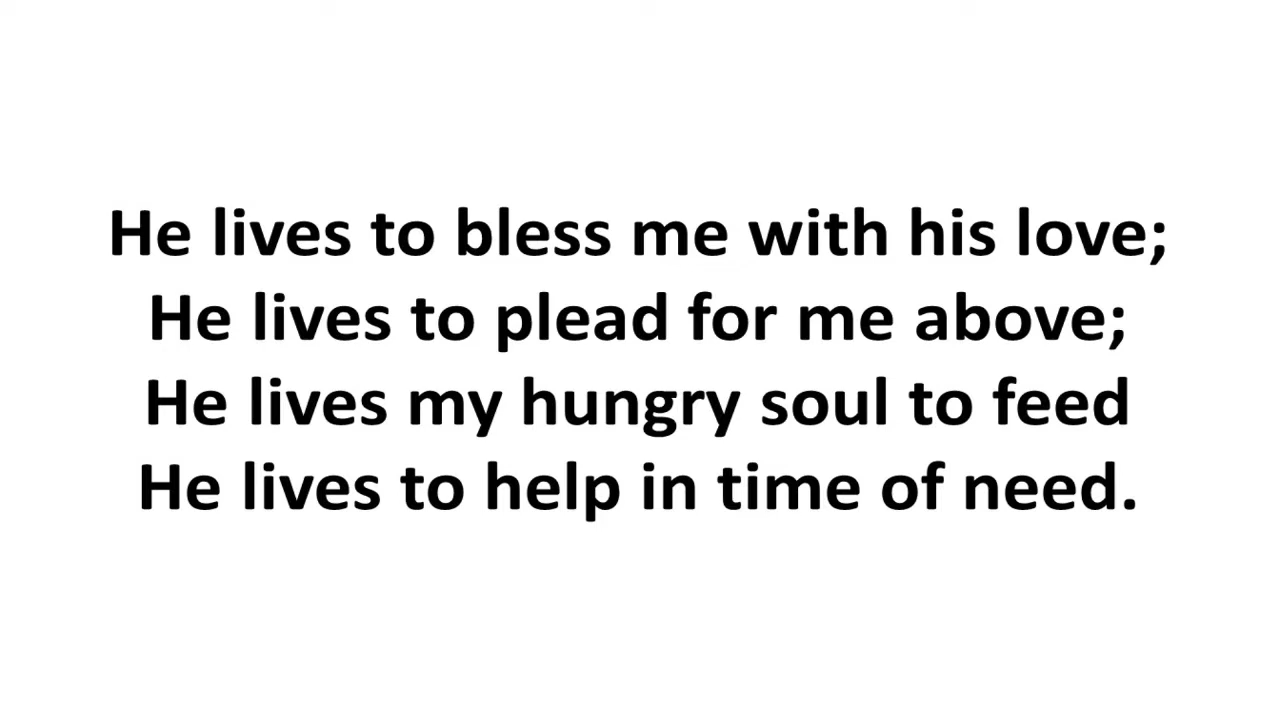 He lives to bless me with his love;
He lives to plead for me above;
He lives my hungry soul to feed
He lives to help in time of need.